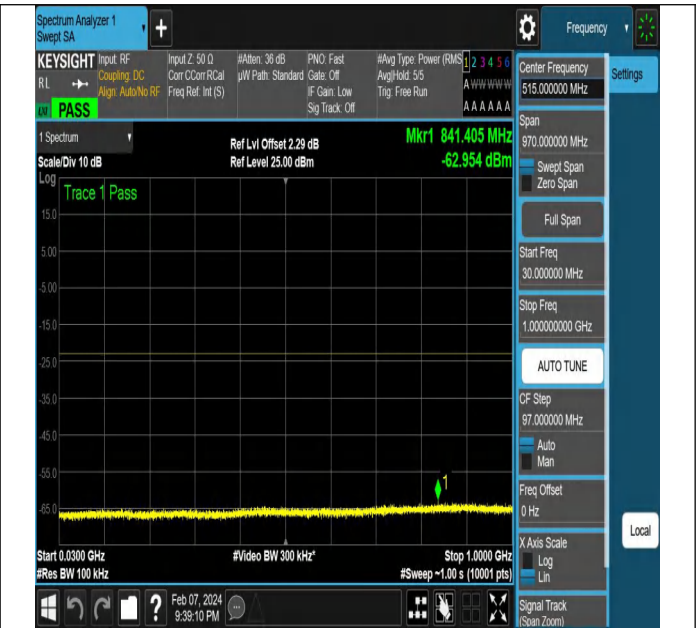 Spectrum Analyzer 1
Swept SA
+
Frequency
KEYSIGHT
RL
PASS
Input: RF
Coupling: DC
Align: Auto/No RF
Input Z: 50 Ω
Corr CCorr RCal
Freq Ref: Int (S)
#Atten: 36 dB
µW Path: Standard
PNO: Fast
Gate: Off
IF Gain: Low
Sig Track: Off
#Avg Type: Power (RMS
Avg|Hold: 5/5
Trig: Free Run
1 2 3 4 5 6
A W W W W W
A A A A A A
Center Frequency
515.000000 MHz
Settings
Span
970.000000 MHz
Swept Span
Zero Span
Full Span
Start Freq
30.000000 MHz
Stop Freq
1.000000000 GHz
AUTO TUNE
CF Step
97.000000 MHz
Auto
Man
Freq Offset
0 Hz
X Axis Scale
Log
Lin
Signal Track
(Span Zoom)
Local
1 Spectrum
Scale/Div 10 dB
Ref Lvl Offset 2.29 dB
Ref Level 25.00 dBm
Mkr1 841.405 MHz
-62.954 dBm
Log
Trace 1 Pass
15.0
5.00
-5.00
-15.0
-25.0
-35.0
-45.0
-55.0
-65.0
1
Start 0.0300 GHz
#Video BW 300 kHz*
Stop 1.0000 GHz
#Res BW 100 kHz
#Sweep ~1.00 s (10001 pts)
?
Feb 07, 2024
9:39:10 PM